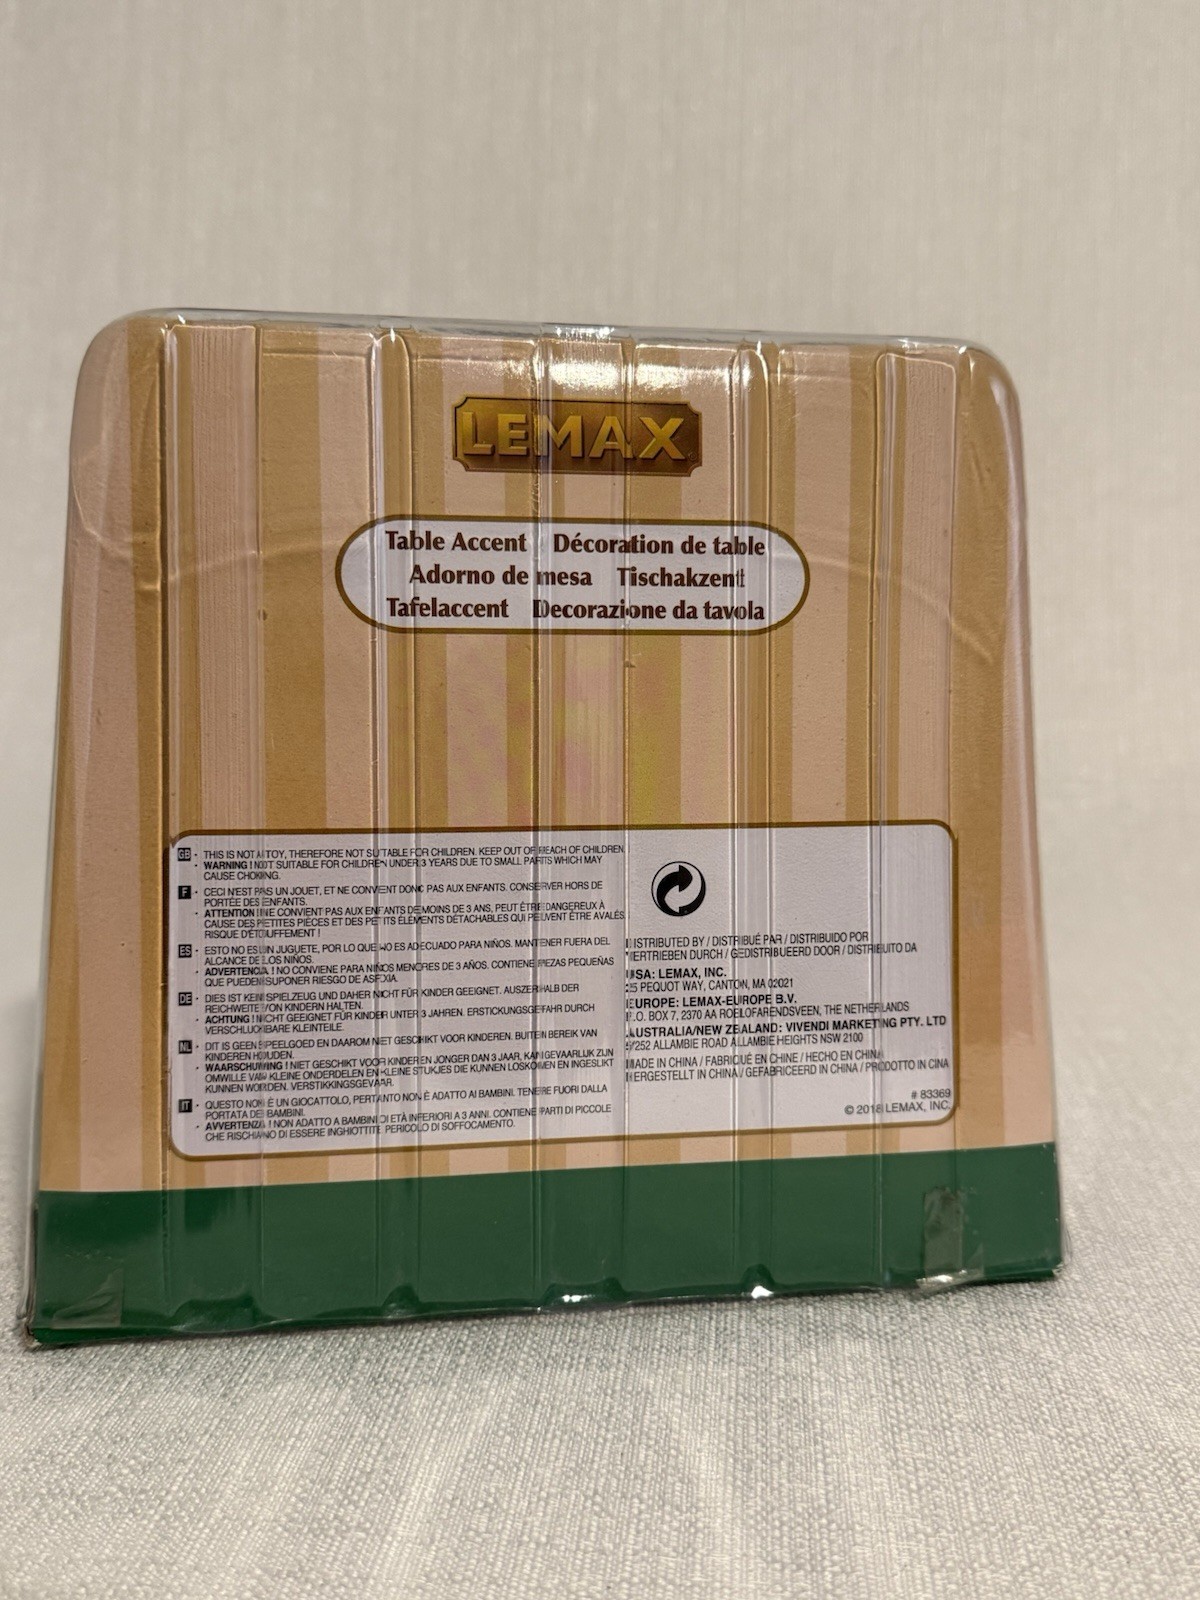 LEMAX
Table Accent Décoration de table
Adorno de mesa Tischakzent
Tafelaccent Decorazione da tavola
GB - THIS IS NOT A TOY, THEREFORE NOT SUITABLE FOR CHILDREN. KEEP OUT OF REACH OF CHILDREN.
- WARNING ! NOT SUITABLE FOR CHILDREN UNDER 3 YEARS DUE TO SMALL PARTS WHICH MAY
CAUSE CHOKING.
F - CECI N'EST PAS UN JOUET, ET NE CONVIENT DONC PAS AUX ENFANTS. CONSERVER HORS DE
PORTÉE DES ENFANTS.
- ATTENTION ! NE CONVIENT PAS AUX ENFANTS DE MOINS DE 3 ANS, PEUT ÊTRE DANGEREUX À
CAUSE DES PETITES PIÈCES ET DES PETITS ÉLÉMENTS DÉTACHABLES QUI PEUVENT ÊTRE AVALÉS.
RISQUE D'ÉTOUFFEMENT !
ES - ESTO NO ES UN JUGUETE, POR LO QUE NO ES ADECUADO PARA NIÑOS. MANTENER FUERA DEL
ALCANCE DE LOS NIÑOS.
- ADVERTENCIA ! NO CONVIENE PARA NIÑOS MENORES DE 3 AÑOS. CONTIENE PIEZAS PEQUEÑAS
QUE PUEDEN SUPONER RIESGO DE ASFIXIA.
DE - DIES IST KEIN SPIELZEUG UND DAHER NICHT FÜR KINDER GEEIGNET. AUSZERHALB DER
REICHWEITE VON KINDERN HALTEN.
- ACHTUNG ! NICHT GEEIGNET FÜR KINDER UNTER 3 JAHREN. ERSTICKUNGSGEFAHR DURCH
VERSCHLUCKBARE KLEINTEILE.
NL - DIT IS GEEN SPEELGOED EN DAAROM NIET GESCHIKT VOOR KINDEREN. BUITEN BEREIK VAN
KINDEREN HOUDEN.
- WAARSCHUWING ! NIET GESCHIKT VOOR KINDEREN JONGER DAN 3 JAAR, KAN GEVAARLIJK ZIJN
OMWILLE VAN KLEINE ONDERDELEN EN KLEINE STUKJES DIE KUNNEN LOSKOMEN EN INGESLIKT
KUNNEN WORDEN. VERSTIKKINGSGEVAAR.
IT - QUESTO NON È UN GIOCATTOLO, PERTANTO NON È ADATTO AI BAMBINI. TENERE FUORI DALLA
PORTATA DEI BAMBINI.
- AVVERTENZA ! NON ADATTO A BAMBINI DI ETÀ INFERIORI A 3 ANNI. CONTIENE PARTI DI PICCOLE
CHE RISCHIANO DI ESSERE INGHIOTTITE PERICOLO DI SOFFOCAMENTO.
DISTRIBUTED BY / DISTRIBUÉ PAR / DISTRIBUIDO POR
VERTRIEBEN DURCH / GEDISTRIBUEERD DOOR / DISTRIBUITO DA
USA: LEMAX, INC.
25 PEQUOT WAY, CANTON, MA 02021
EUROPE: LEMAX-EUROPE B.V.
P.O. BOX 7, 2370 AA ROELOFARENDSVEEN, THE NETHERLANDS
AUSTRALIA/NEW ZEALAND: VIVENDI MARKETING PTY. LTD
9/252 ALLAMBIE ROAD ALLAMBIE HEIGHTS NSW 2100
MADE IN CHINA / FABRIQUÉ EN CHINE / HECHO EN CHINA
HERGESTELLT IN CHINA / GEFABRICEERD IN CHINA / PRODOTTO IN CINA
# 83369
© 2018 LEMAX, INC.